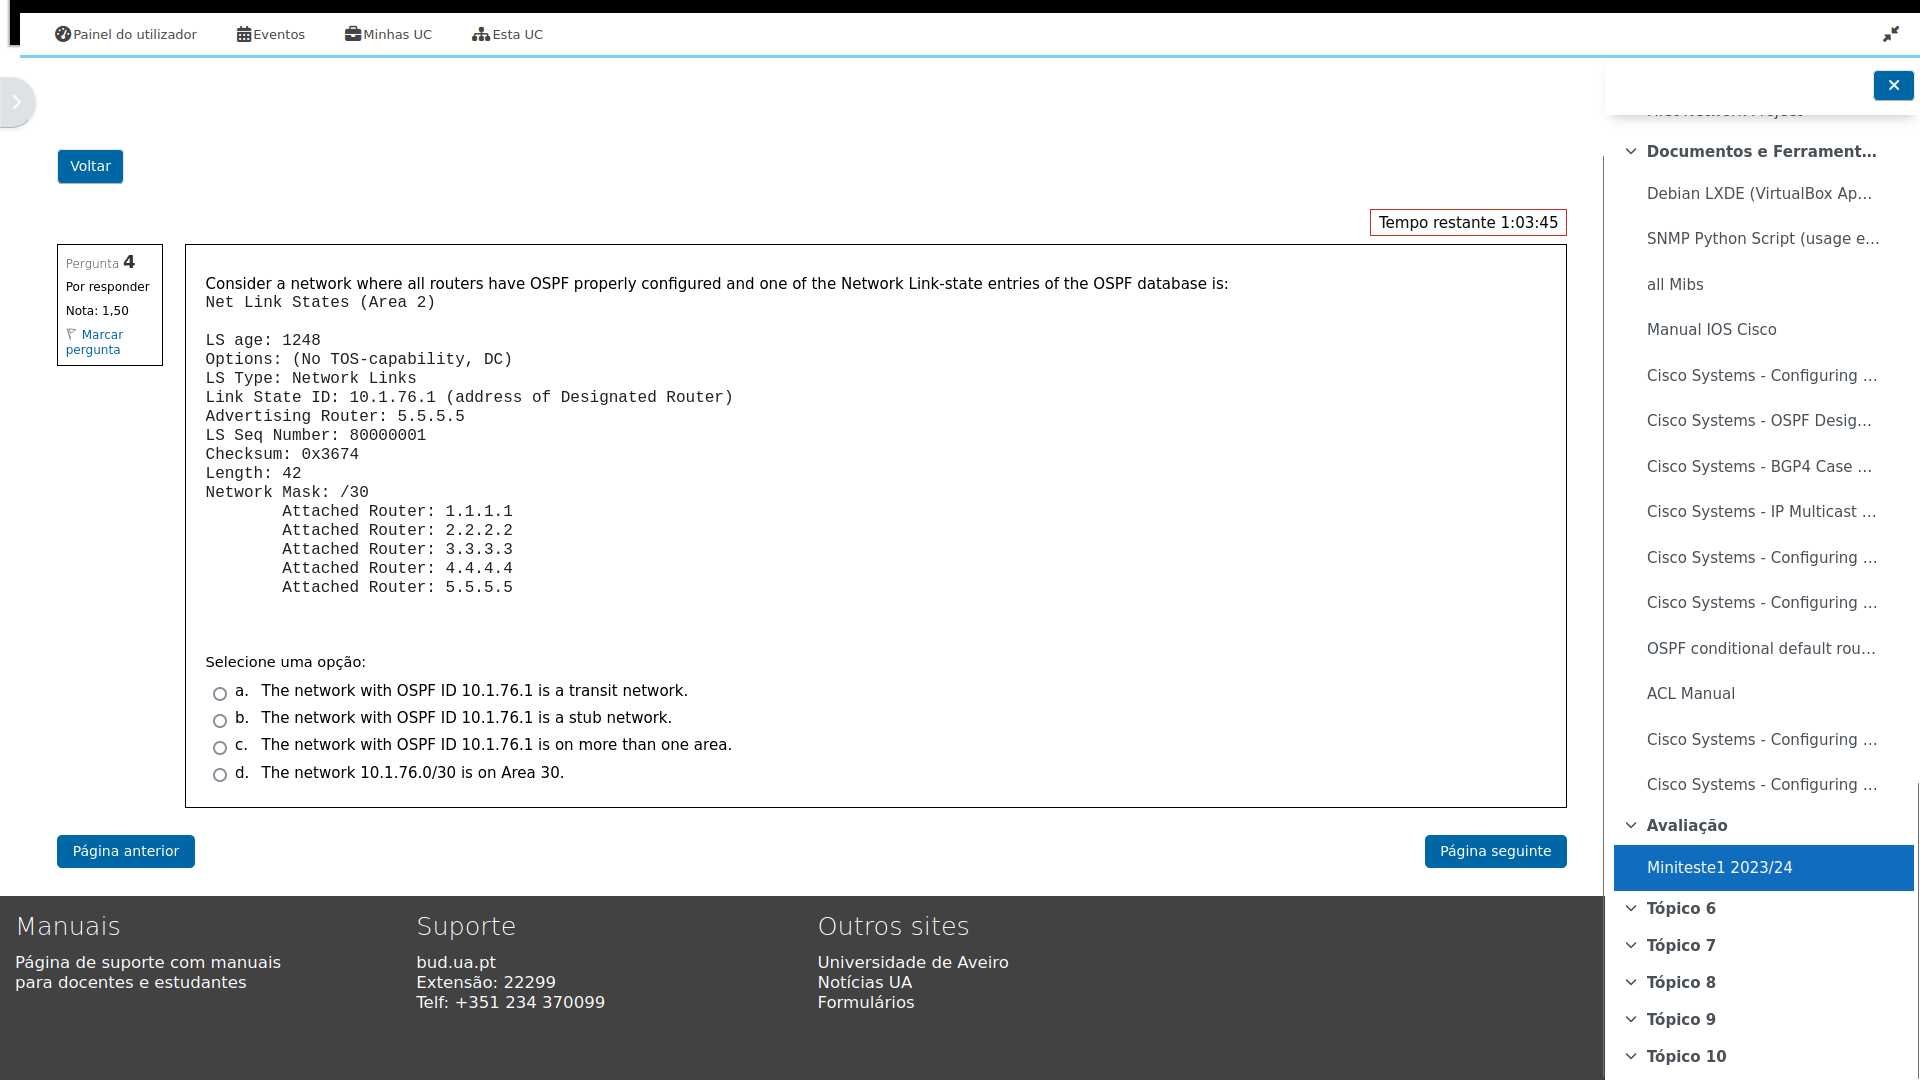 Painel do utilizador
Eventos
Minhas UC
Esta UC
Voltar
Tempo restante 1:03:45
Pergunta 4
Por responder
Nota: 1,50
Marcar
pergunta
Consider a network where all routers have OSPF properly configured and one of the Network Link-state entries of the OSPF database is:
Net Link States (Area 2)
LS age: 1248
Options: (No TOS-capability, DC)
LS Type: Network Links
Link State ID: 10.1.76.1 (address of Designated Router)
Advertising Router: 5.5.5.5
LS Seq Number: 80000001
Checksum: 0x3674
Length: 42
Network Mask: /30
Attached Router: 1.1.1.1
Attached Router: 2.2.2.2
Attached Router: 3.3.3.3
Attached Router: 4.4.4.4
Attached Router: 5.5.5.5
Selecione uma opção:
a. The network with OSPF ID 10.1.76.1 is a transit network.
b. The network with OSPF ID 10.1.76.1 is a stub network.
c. The network with OSPF ID 10.1.76.1 is on more than one area.
d. The network 10.1.76.0/30 is on Area 30.
Página anterior
Página seguinte
First Network Project
Documentos e Ferrament...
Debian LXDE (VirtualBox Ap...
SNMP Python Script (usage e...
all Mibs
Manual IOS Cisco
Cisco Systems - Configuring ...
Cisco Systems - OSPF Desig...
Cisco Systems - BGP4 Case ...
Cisco Systems - IP Multicast ...
Cisco Systems - Configuring ...
Cisco Systems - Configuring ...
OSPF conditional default rou...
ACL Manual
Cisco Systems - Configuring ...
Cisco Systems - Configuring ...
Avaliação
Miniteste1 2023/24
Tópico 6
Tópico 7
Tópico 8
Tópico 9
Tópico 10
Manuais
Página de suporte com manuais
para docentes e estudantes
Suporte
bud.ua.pt
Extensão: 22299
Telf: +351 234 370099
Outros sites
Universidade de Aveiro
Notícias UA
Formulários